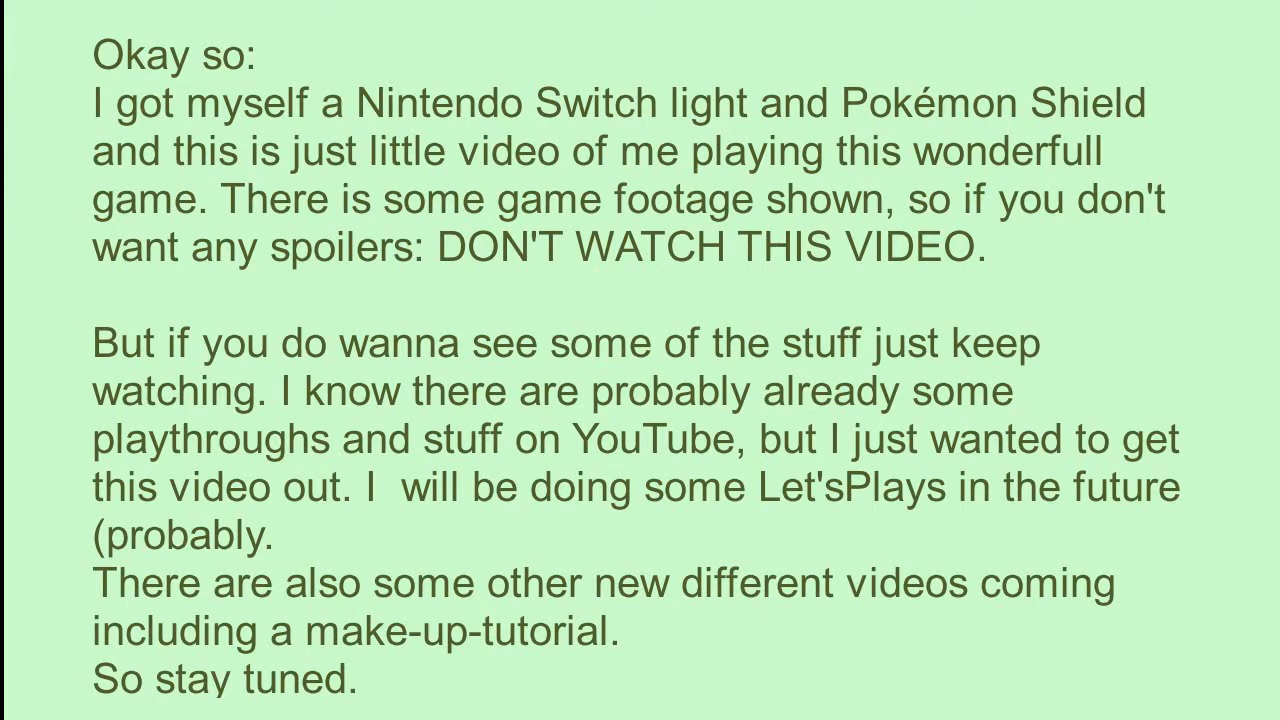 Okay so:
I got myself a Nintendo Switch light and Pokémon Shield
and this is just little video of me playing this wonderfull
game. There is some game footage shown, so if you don't
want any spoilers: DON'T WATCH THIS VIDEO.
But if you do wanna see some of the stuff just keep
watching. I know there are probably already some
playthroughs and stuff on YouTube, but I just wanted to get
this video out. I  will be doing some Let'sPlays in the future
(probably.
There are also some other new different videos coming
including a make-up-tutorial.
So stay tuned.